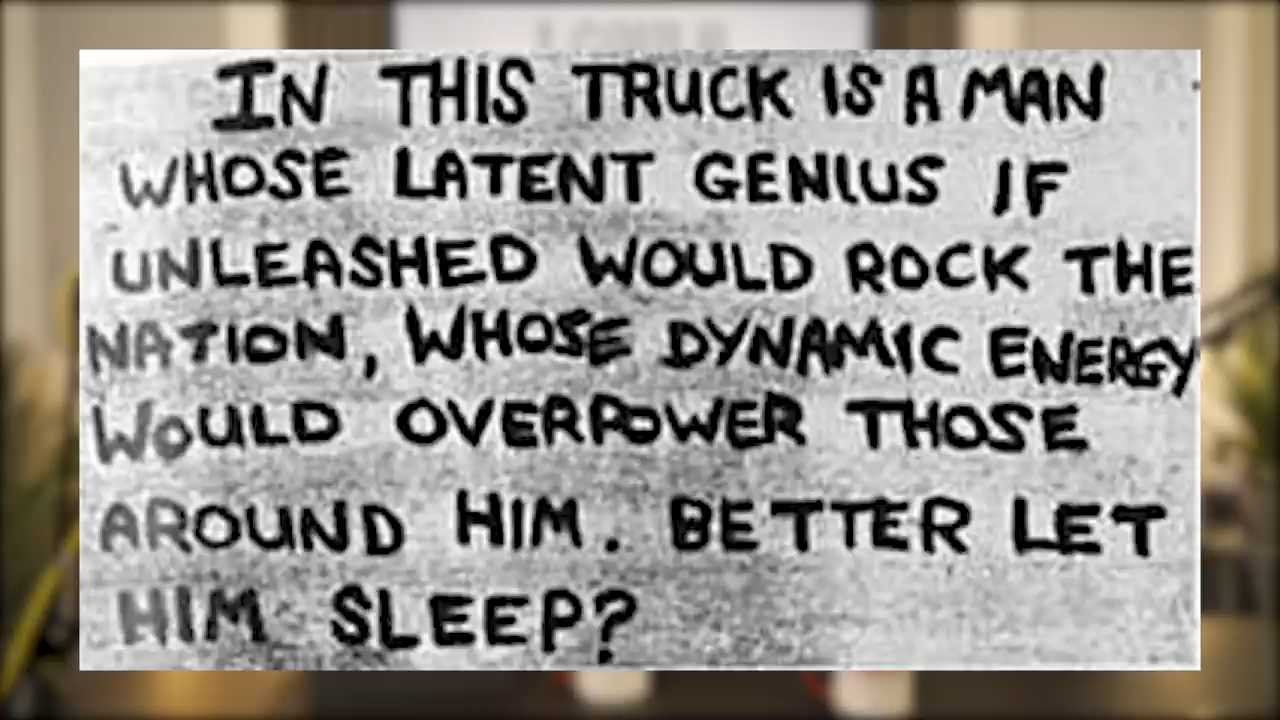 IN THIS TRUCK IS A MAN
WHOSE LATENT GENIUS IF
UNLEASHED WOULD ROCK THE
NATION, WHOSE DYNAMIC ENERGY
WOULD OVERPOWER THOSE
AROUND HIM. BETTER LET
HIM SLEEP?